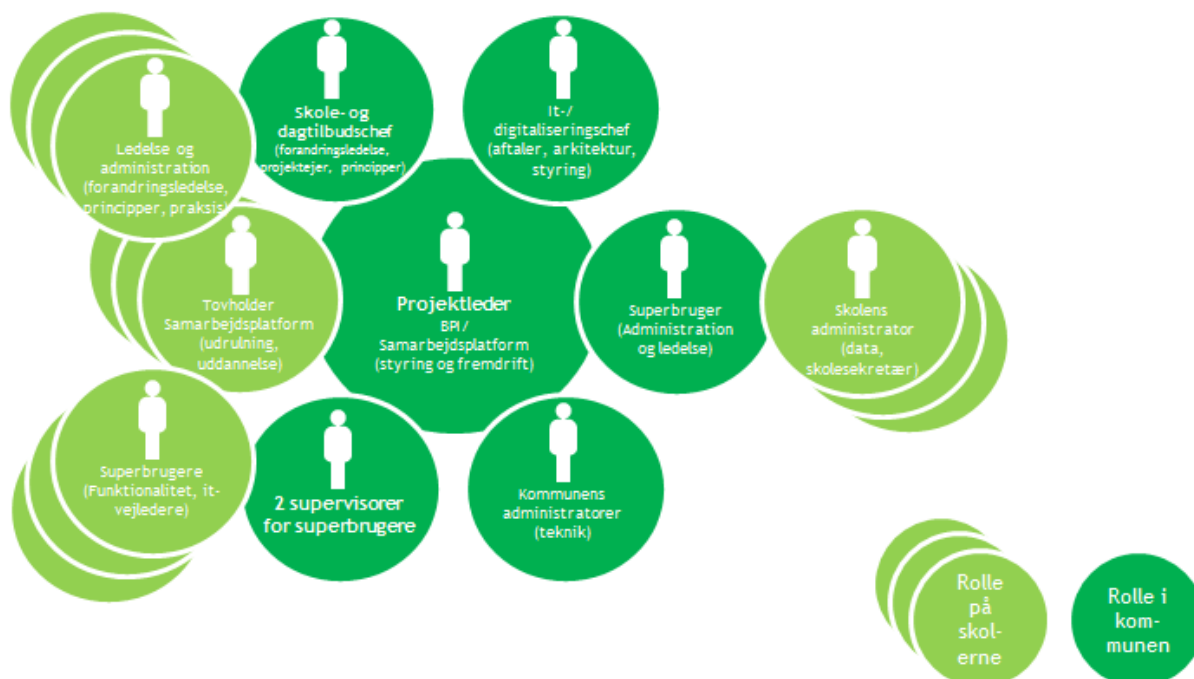 Ledelse og
administration
(forandringsledelse,
principper, praksis)
Skole- og
dagtilbudschef
(forandringsledelse,
projektejer, principper)
It-/
digitaliseringschef
(aftaler, arkitektur,
styring)
Tovholder
Samarbejdsplatform
(udrulning,
uddannelse)
Projektleder
BPI/
Samarbejdsplatform
(styring og fremdrift)
Superbruger
(Administration
og ledelse)
Skolens
administrator
(data,
skolesekretær)
Superbrugere
(Funktionalitet, it-
vejledere)
2 supervisorer
for superbrugere
Kommunens
administratorer
(teknik)
Rolle
på
skol-
erne
Rolle i
kom-
munen